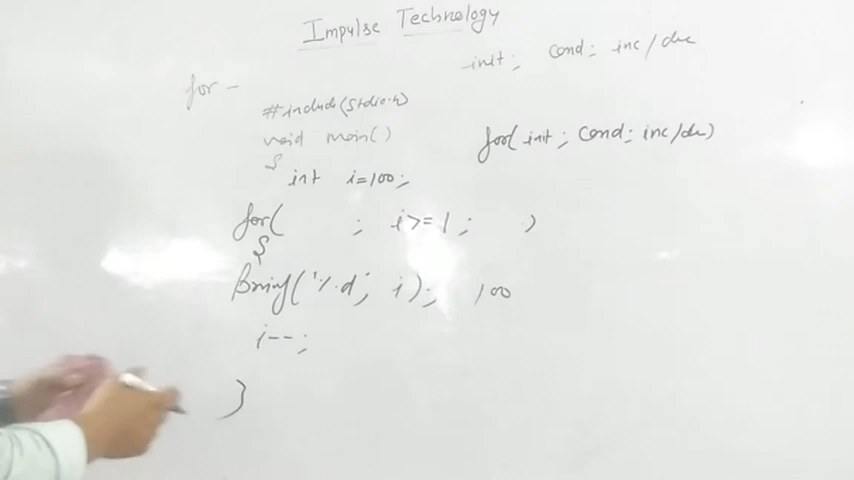 Impulse Technology
init; cond; inc/dec
for -
#include(stdio.h)
void main()
for( init; cond; inc/dec)
{
int i=100;
for( ; i>=1; )
{
Printf('%d', i); 100
i--;
}